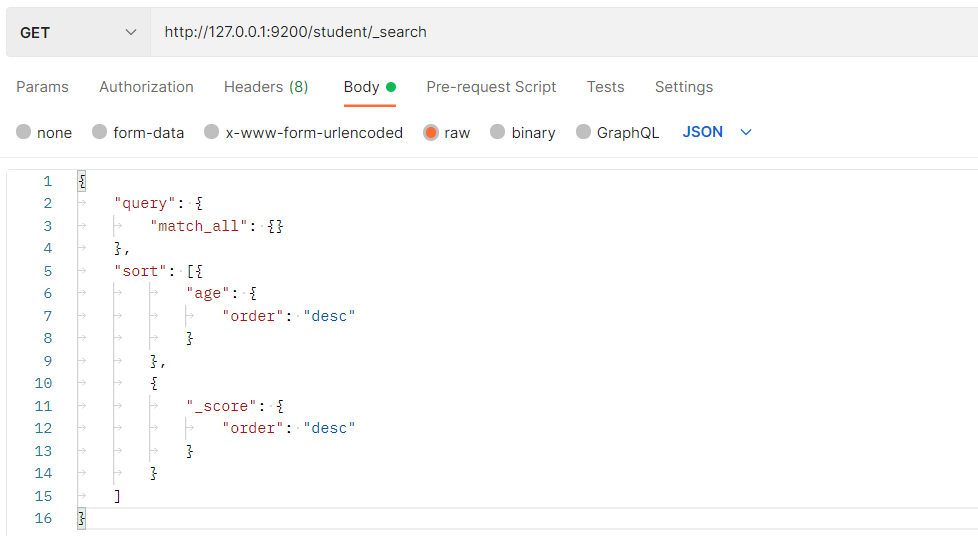 GET http://127.0.0.1:9200/student/_search
Params Authorization Headers (8) Body Pre-request Script Tests Settings
none form-data x-www-form-urlencoded raw binary GraphQL JSON
1 {
2 "query": {
3 "match_all": {}
4 },
5 "sort": [{
6 "age": {
7 "order": "desc"
8 }
9 },
10 {
11 "_score": {
12 "order": "desc"
13 }
14 }
15 ]
16 }